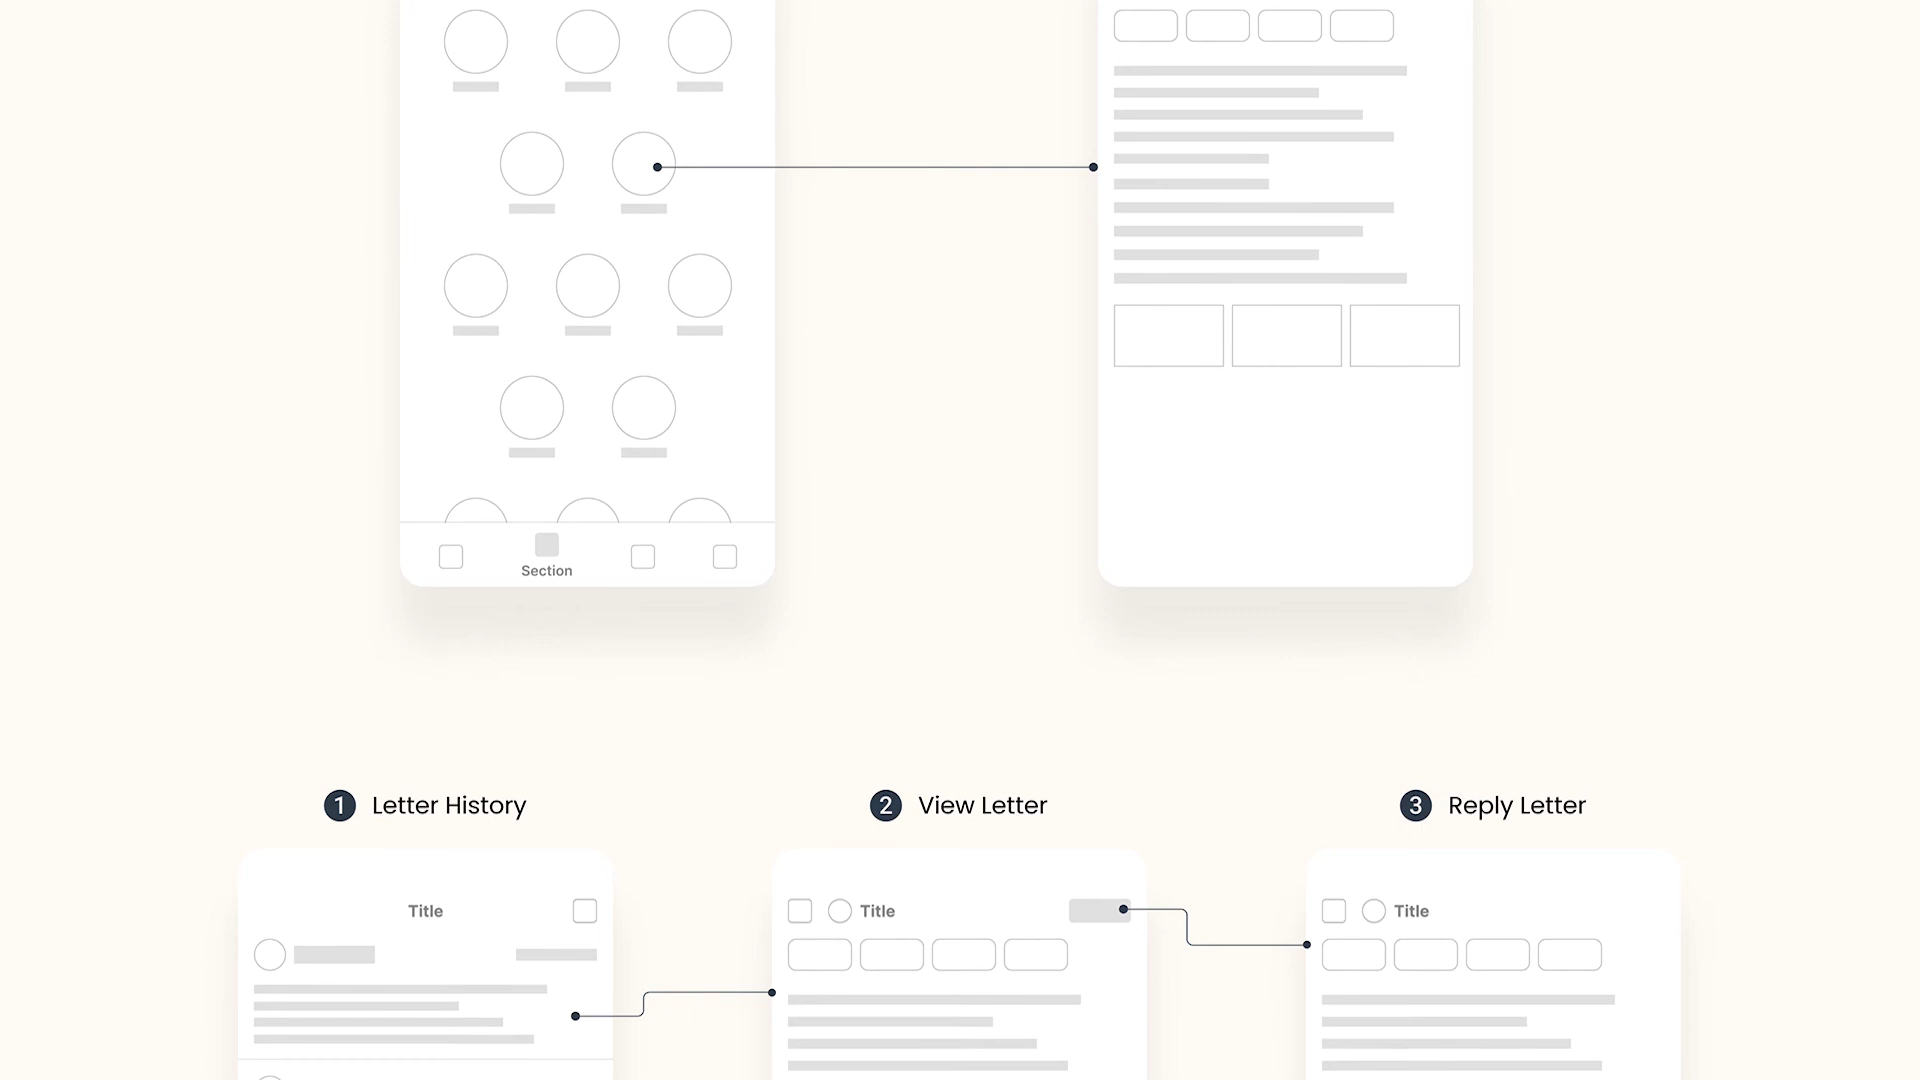 Section
1 Letter History
2 View Letter
3 Reply Letter
Title
Title
Title